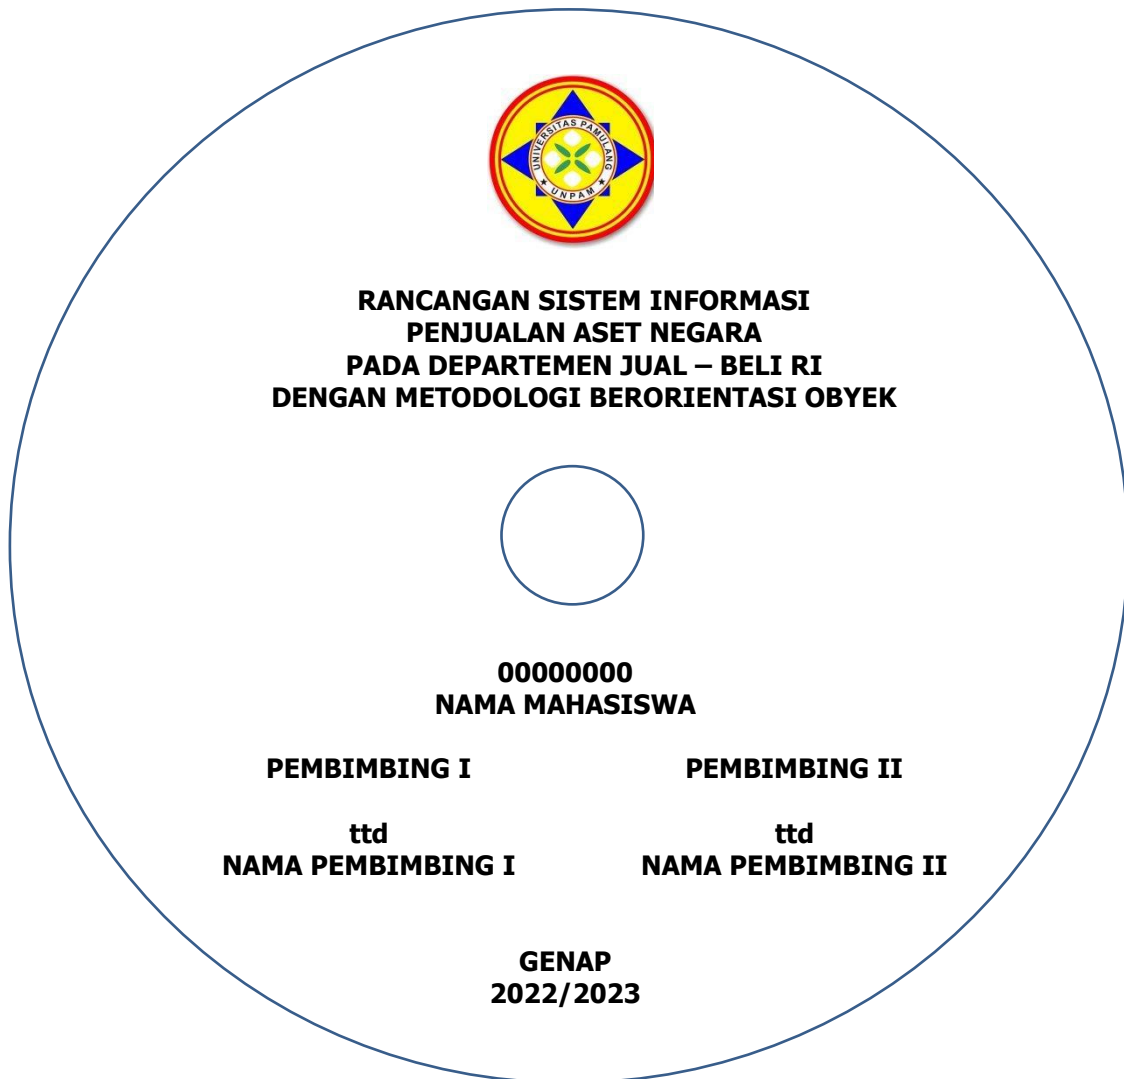 UNIVERSITAS PAMULANG
★ UNPAM ★
RANCANGAN SISTEM INFORMASI
PENJUALAN ASET NEGARA
PADA DEPARTEMEN JUAL – BELI RI
DENGAN METODOLOGI BERORIENTASI OBYEK
00000000
NAMA MAHASISWA
PEMBIMBING I PEMBIMBING II
ttd ttd
NAMA PEMBIMBING I NAMA PEMBIMBING II
GENAP
2022/2023